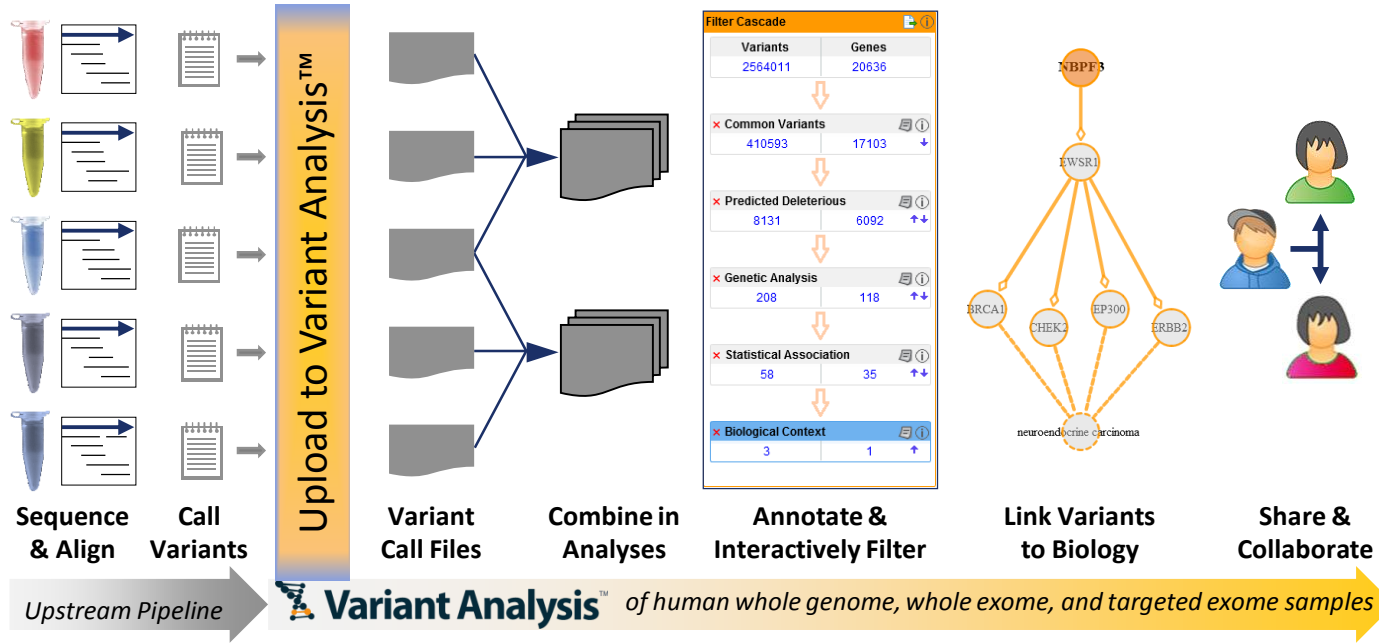 Upload to Variant Analysis™
Filter Cascade
Variants Genes
2564011 20636
Common Variants
410593 17103
Predicted Deleterious
8131 6092
Genetic Analysis
208 118
Statistical Association
58 35
Biological Context
3 1
NBPF3
EWSR1
BRCA1
CHEK2
EP300
ERBB2
neuroendocrine carcinoma
Sequence
& Align
Call
Variants
Variant
Call Files
Combine in
Analyses
Annotate &
Interactively Filter
Link Variants
to Biology
Share &
Collaborate
Upstream Pipeline
Variant Analysis™ of human whole genome, whole exome, and targeted exome samples